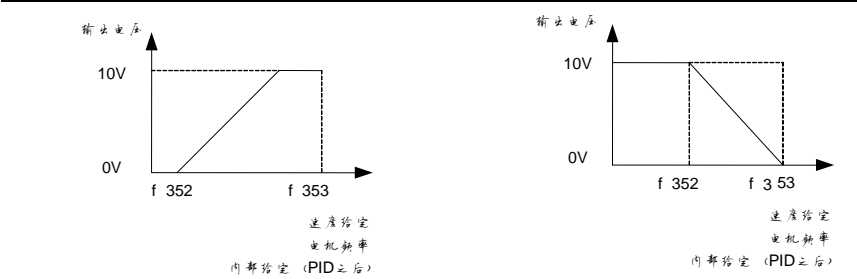 输出电压
10V
0V
f 352 f 353
速度给定
电机频率
内部给定 (PID之后)
输出电压
10V
0V
f 352 f 3 53
速度给定
电机频率
内部给定 (PID之后)